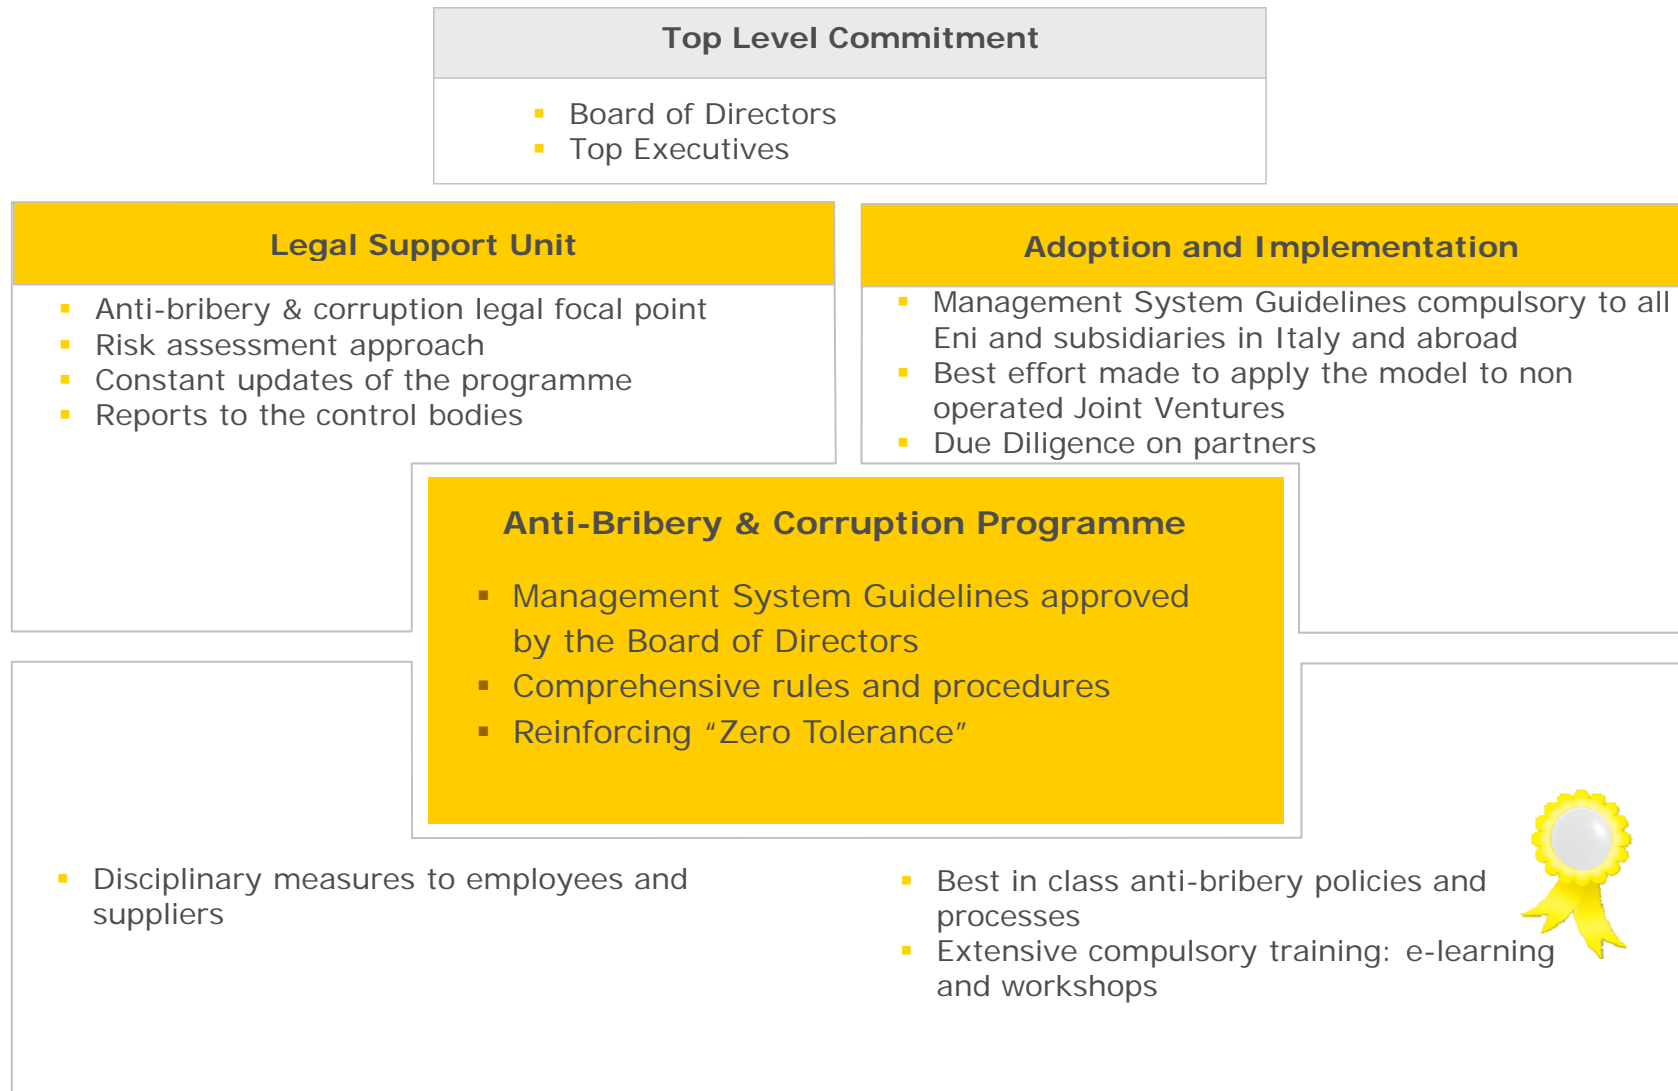 Top Level Commitment
▪ Board of Directors
▪ Top Executives
Legal Support Unit
▪ Anti-bribery & corruption legal focal point
▪ Risk assessment approach
▪ Constant updates of the programme
▪ Reports to the control bodies
Adoption and Implementation
▪ Management System Guidelines compulsory to all
Eni and subsidiaries in Italy and abroad
▪ Best effort made to apply the model to non
operated Joint Ventures
▪ Due Diligence on partners
Anti-Bribery & Corruption Programme
▪ Management System Guidelines approved
by the Board of Directors
▪ Comprehensive rules and procedures
▪ Reinforcing “Zero Tolerance”
▪ Disciplinary measures to employees and
suppliers
▪ Best in class anti-bribery policies and
processes
▪ Extensive compulsory training: e-learning
and workshops